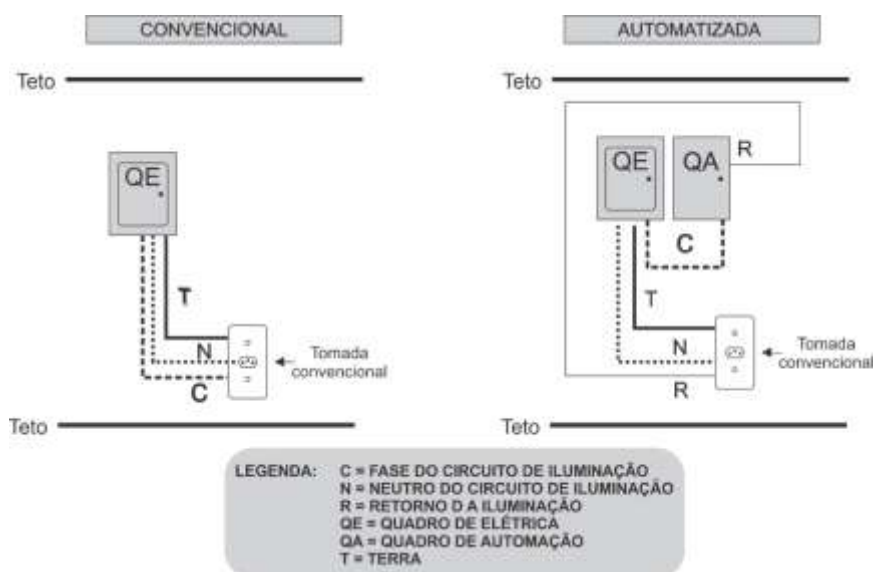 CONVENCIONAL
AUTOMATIZADA
Teto
Teto
QE
QE
QA
R
C
T
T
N
Tomada
convencional
C
N
Tomada
convencional
R
Teto
Teto
LEGENDA: C = FASE DO CIRCUITO DE ILUMINAÇÃO
N = NEUTRO DO CIRCUITO DE ILUMINAÇÃO
R = RETORNO D A ILUMINAÇÃO
QE = QUADRO DE ELÉTRICA
QA = QUADRO DE AUTOMAÇÃO
T = TERRA